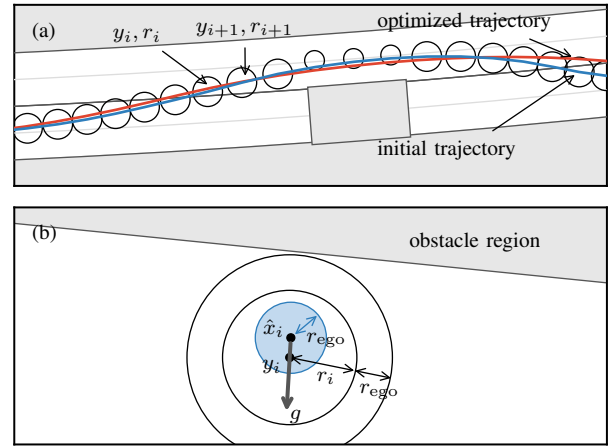 (a)
y_i, r_i
y_{i+1}, r_{i+1}
optimized trajectory
initial trajectory
(b)
obstacle region
x̂_i
r_ego
y_i
r_i
r_ego
g